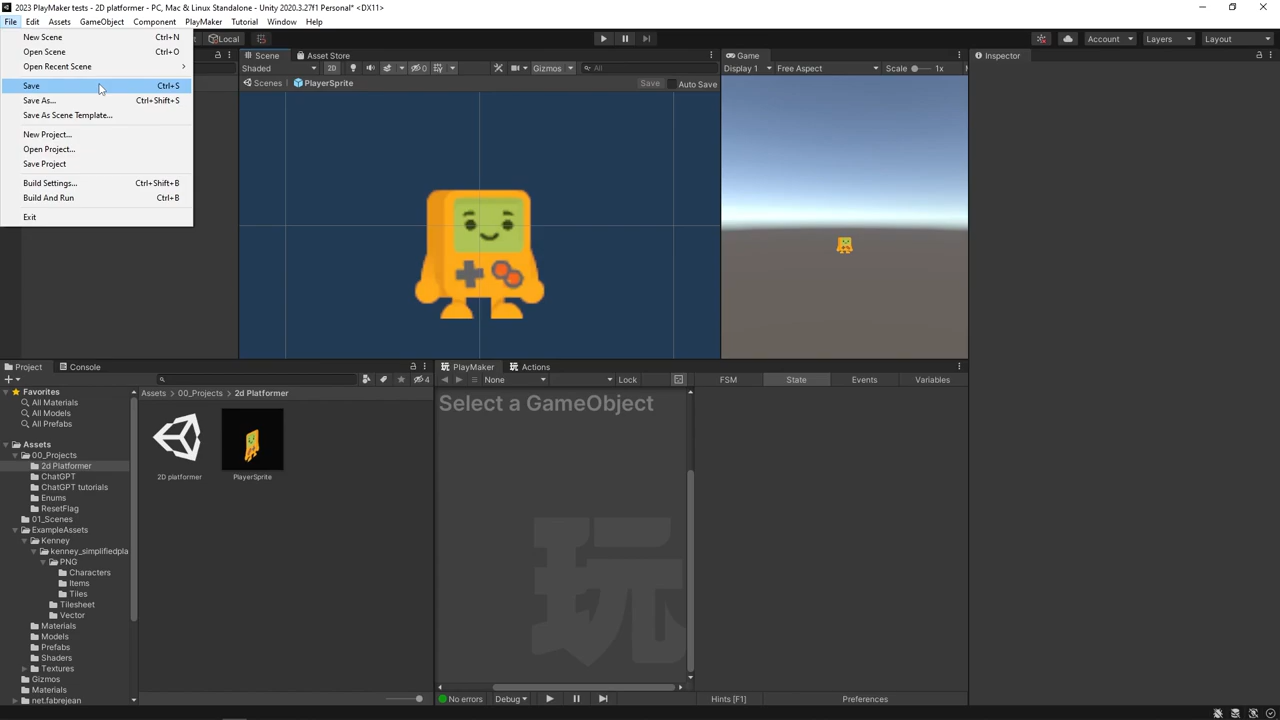 2023 PlayMaker tests - 2D platformer - PC, Mac & Linux Standalone - Unity 2020.3.27f1 Personal* <DX11>
File Edit Assets GameObject Component PlayMaker Tutorial Window Help
New Scene Ctrl+N
Open Scene Ctrl+O
Open Recent Scene
Save Ctrl+S
Save As... Ctrl+Shift+S
Save As Scene Template...
New Project...
Open Project...
Save Project
Build Settings... Ctrl+Shift+B
Build And Run Ctrl+B
Exit
Local
Account Layers Layout
Scene Asset Store
Shaded 2D 0 Gizmos All
Scenes PlayerSprite Save Auto Save
Game
Display 1 Free Aspect Scale 1x
Inspector
Project Console
4
Favorites
All Materials
All Models
All Prefabs
Assets
00_Projects
2d Platformer
ChatGPT
ChatGPT tutorials
Enums
ResetFlag
01_Scenes
ExampleAssets
Kenney
kenney_simplifiedpla
PNG
Characters
Items
Tiles
Tilesheet
Vector
Materials
Models
Prefabs
Shaders
Textures
Gizmos
Materials
net.fabrejean
Assets > 00_Projects > 2d Platformer
2D platformer PlayerSprite
PlayMaker Actions
None Lock
FSM State Events Variables
Select a GameObject
玩
No errors Debug Hints [F1] Preferences